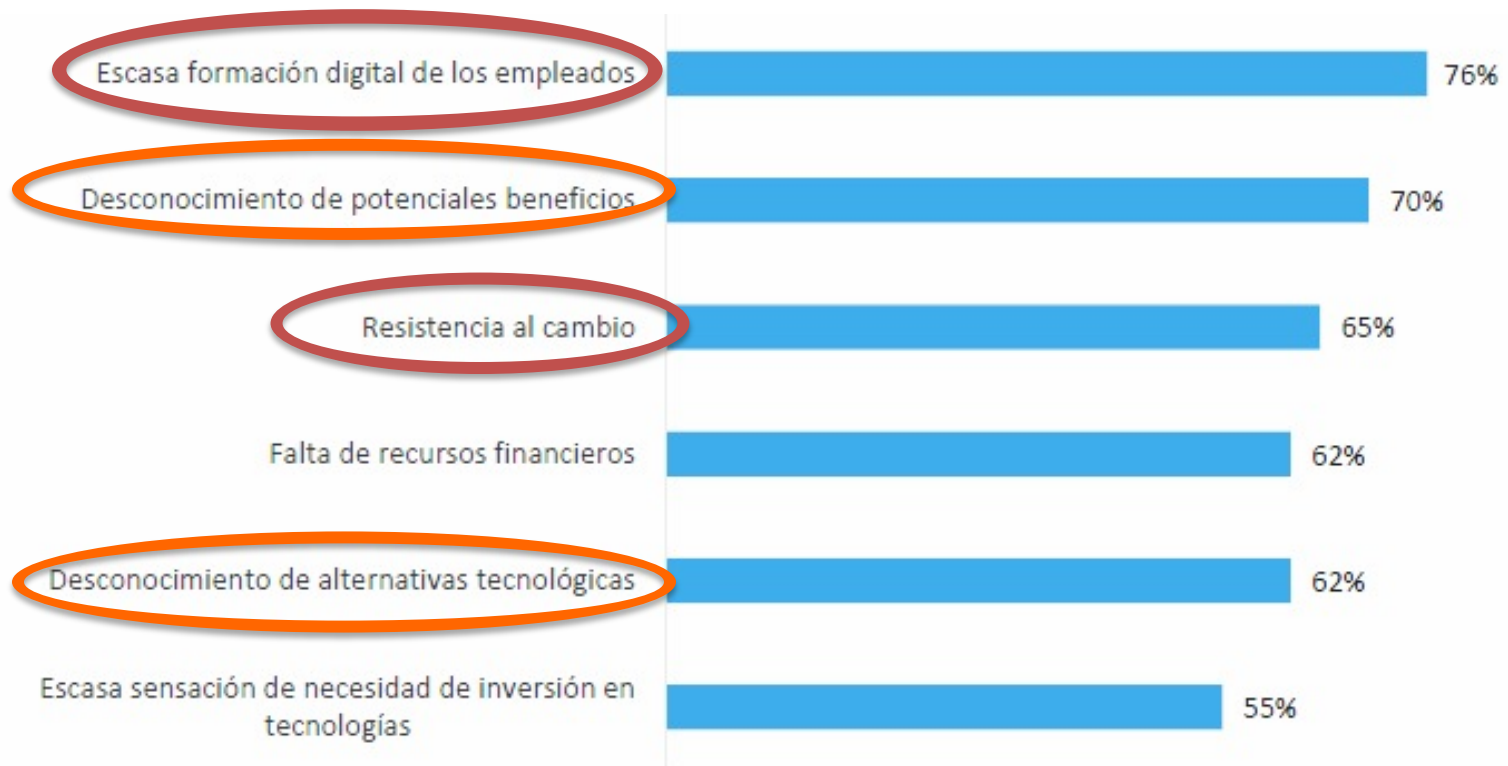 Escasa formación digital de los empleados
76%
Desconocimiento de potenciales beneficios
70%
Resistencia al cambio
65%
Falta de recursos financieros
62%
Desconocimiento de alternativas tecnológicas
62%
Escasa sensación de necesidad de inversión en
tecnologías
55%